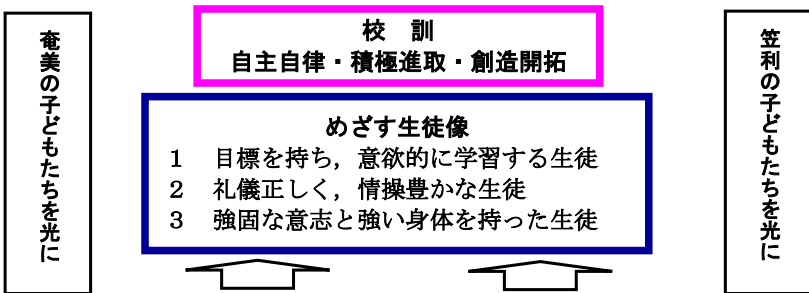 奄美の子どもたちを光に
校　訓
自主自律・積極進取・創造開拓
めざす生徒像
１　目標を持ち，意欲的に学習する生徒
２　礼儀正しく，情操豊かな生徒
３　強固な意志と強い身体を持った生徒
笠利の子どもたちを光に